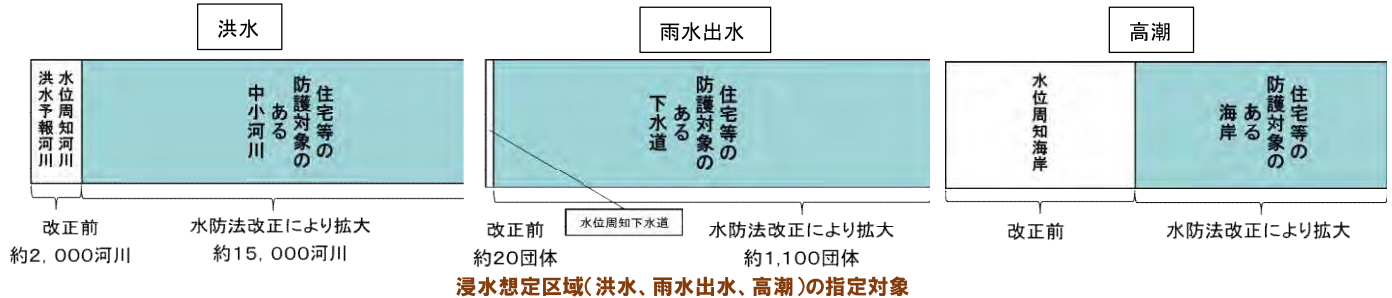 洪水
水位周知河川
洪水予報河川
住宅等の
防護対象の
ある
中小河川
改正前
約2，000河川
水防法改正により拡大
約15，000河川
雨水出水
住宅等の
防護対象の
ある
下水道
水位周知下水道
改正前
約20団体
水防法改正により拡大
約1,100団体
高潮
水位周知海岸
住宅等の
防護対象の
ある
海岸
改正前
水防法改正により拡大
浸水想定区域（洪水、雨水出水、高潮）の指定対象